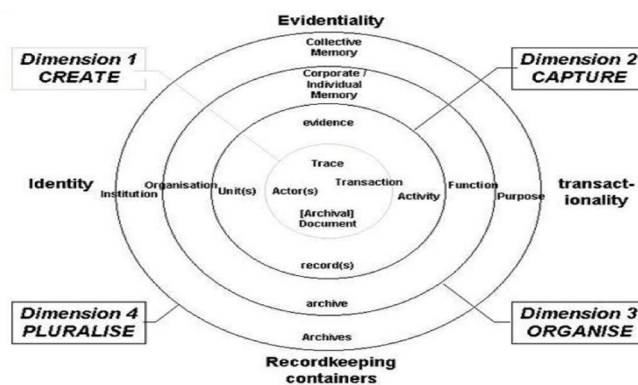 Evidentiality
Collective
Memory
Dimension 1
CREATE
Dimension 2
CAPTURE
Corporate /
Individual
Memory
evidence
Trace
Identity
Institution
Organisation
Unit(s)
Actor(s)
Transaction
Activity
Function
Purpose
transact-
ionality
[Archival]
Document
record(s)
archive
Archives
Dimension 4
PLURALISE
Dimension 3
ORGANISE
Recordkeeping
containers